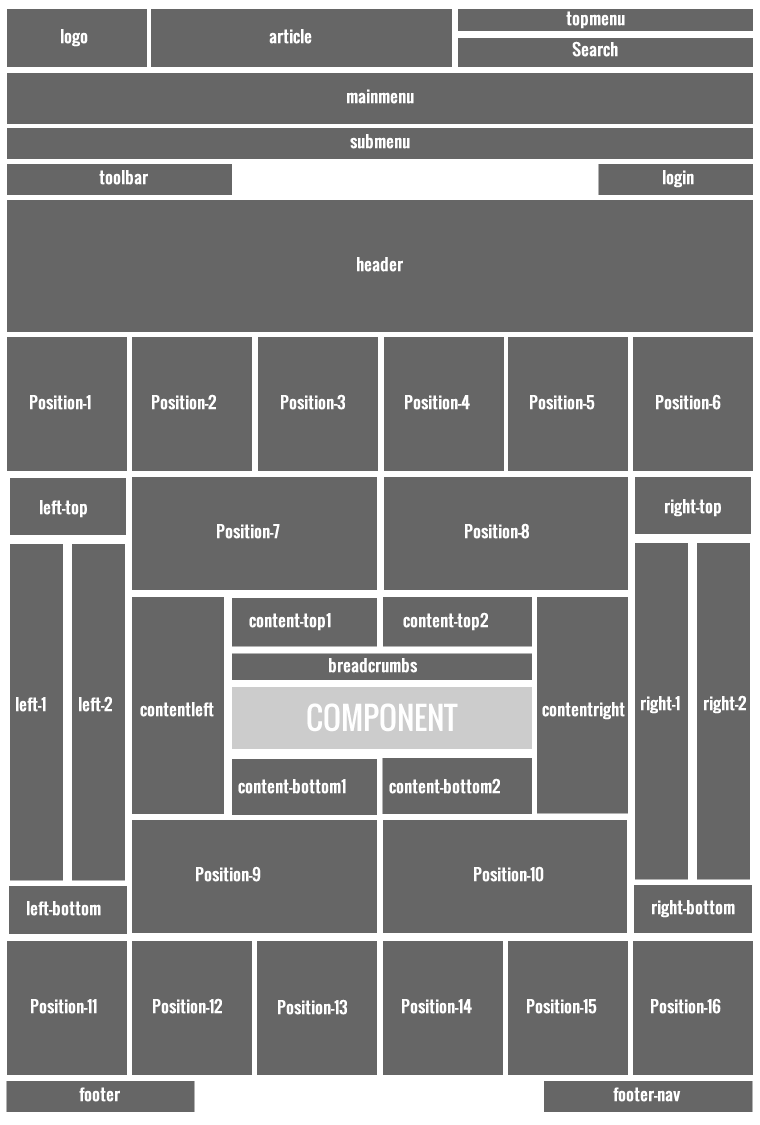 logo
article
topmenu
Search
mainmenu
submenu
toolbar
login
header
Position-1
Position-2
Position-3
Position-4
Position-5
Position-6
left-top
Position-7
Position-8
right-top
left-1
left-2
contentleft
content-top1
content-top2
breadcrumbs
COMPONENT
content-bottom1
content-bottom2
contentright
right-1
right-2
Position-9
Position-10
left-bottom
right-bottom
Position-11
Position-12
Position-13
Position-14
Position-15
Position-16
footer
footer-nav